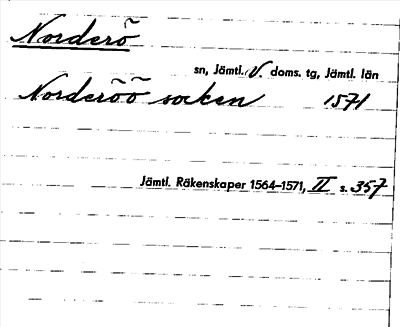 Norderö
sn, Jämtl. V. doms. tg, Jämtl. län
Norderöö socken 1571
Jämtl. Räkenskaper 1564–1571, II s. 357